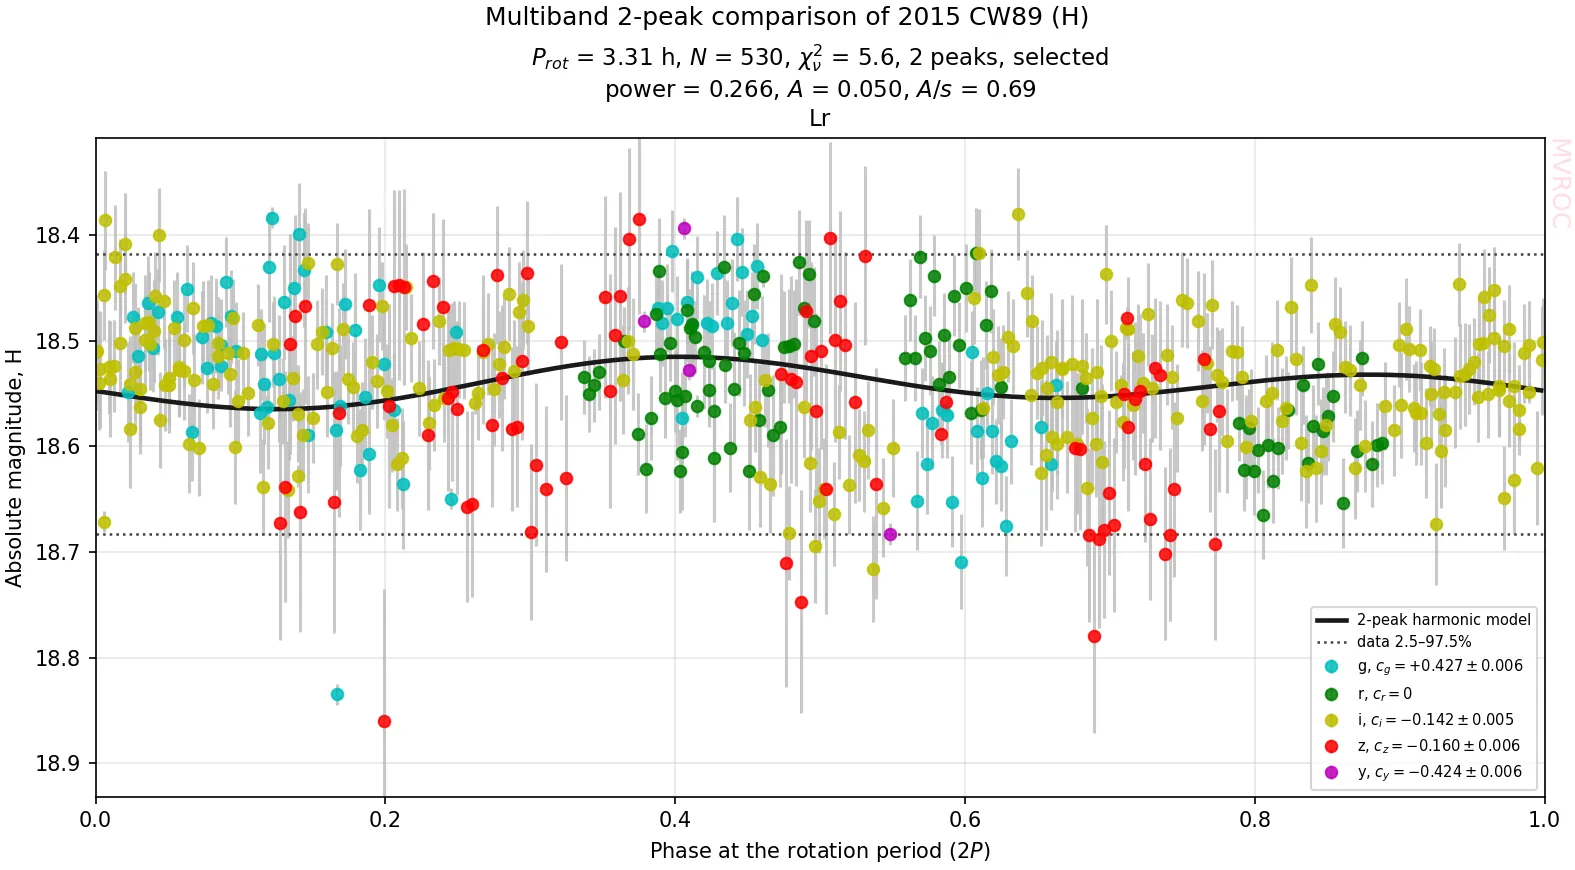 Multiband 2-peak comparison of 2015 CW89 (H)
P_rot = 3.31 h, N = 530, χ²_ν = 5.6, 2 peaks, selected
power = 0.266, A = 0.050, A/s = 0.69
Lr
MVROC
Absolute magnitude, H
18.4
18.5
18.6
18.7
18.8
18.9
2-peak harmonic model
data 2.5–97.5%
g, c_g = +0.427 ± 0.006
r, c_r = 0
i, c_i = −0.142 ± 0.005
z, c_z = −0.160 ± 0.006
y, c_y = −0.424 ± 0.006
0.0 0.2 0.4 0.6 0.8 1.0
Phase at the rotation period (2P)